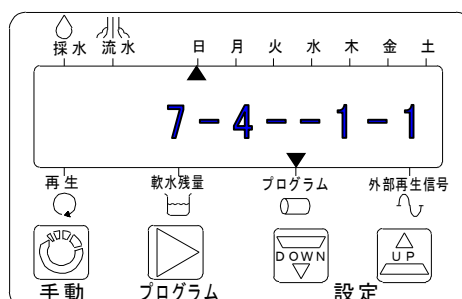 採水 流水 日 月 火 水 木 金 土
7-4--1-1
再生 軟水残量 プログラム 外部再生信号
DOWN UP
手動 プログラム 設定